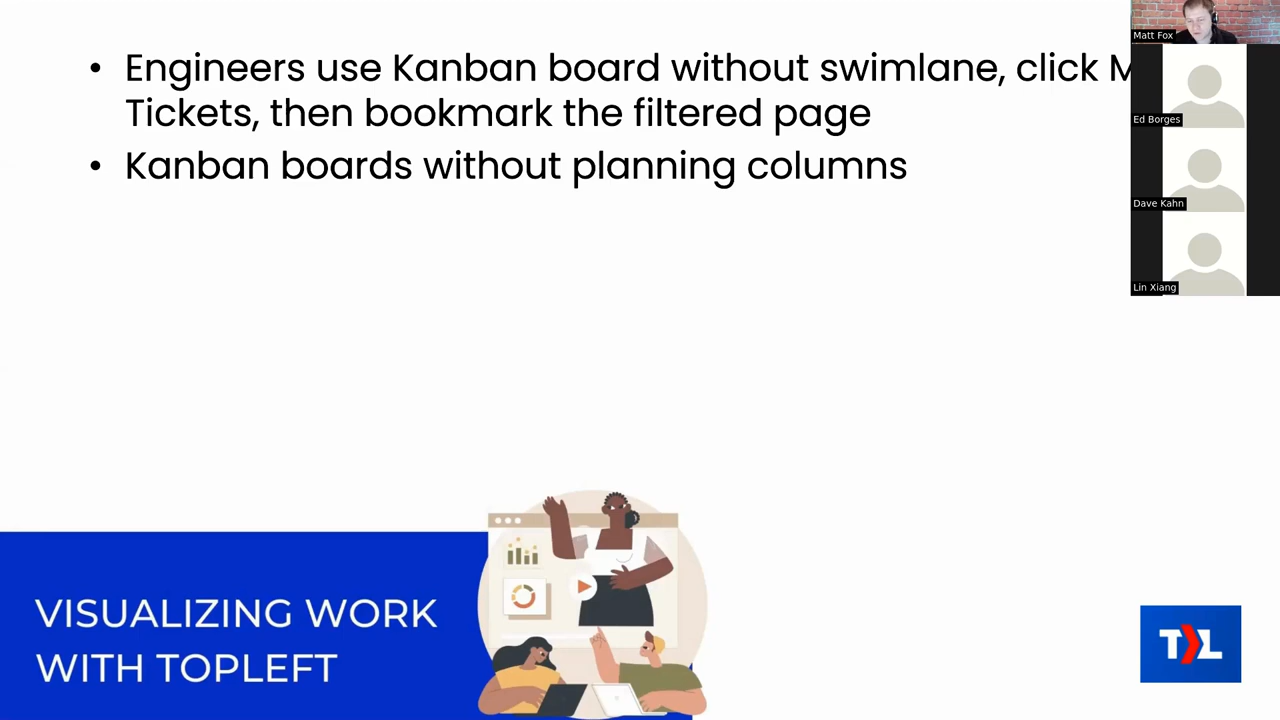 • Engineers use Kanban board without swimlane, click M
Tickets, then bookmark the filtered page
• Kanban boards without planning columns
Matt Fox
Ed Borges
Dave Kahn
Lin Xiang
VISUALIZING WORK
WITH TOPLEFT
T L